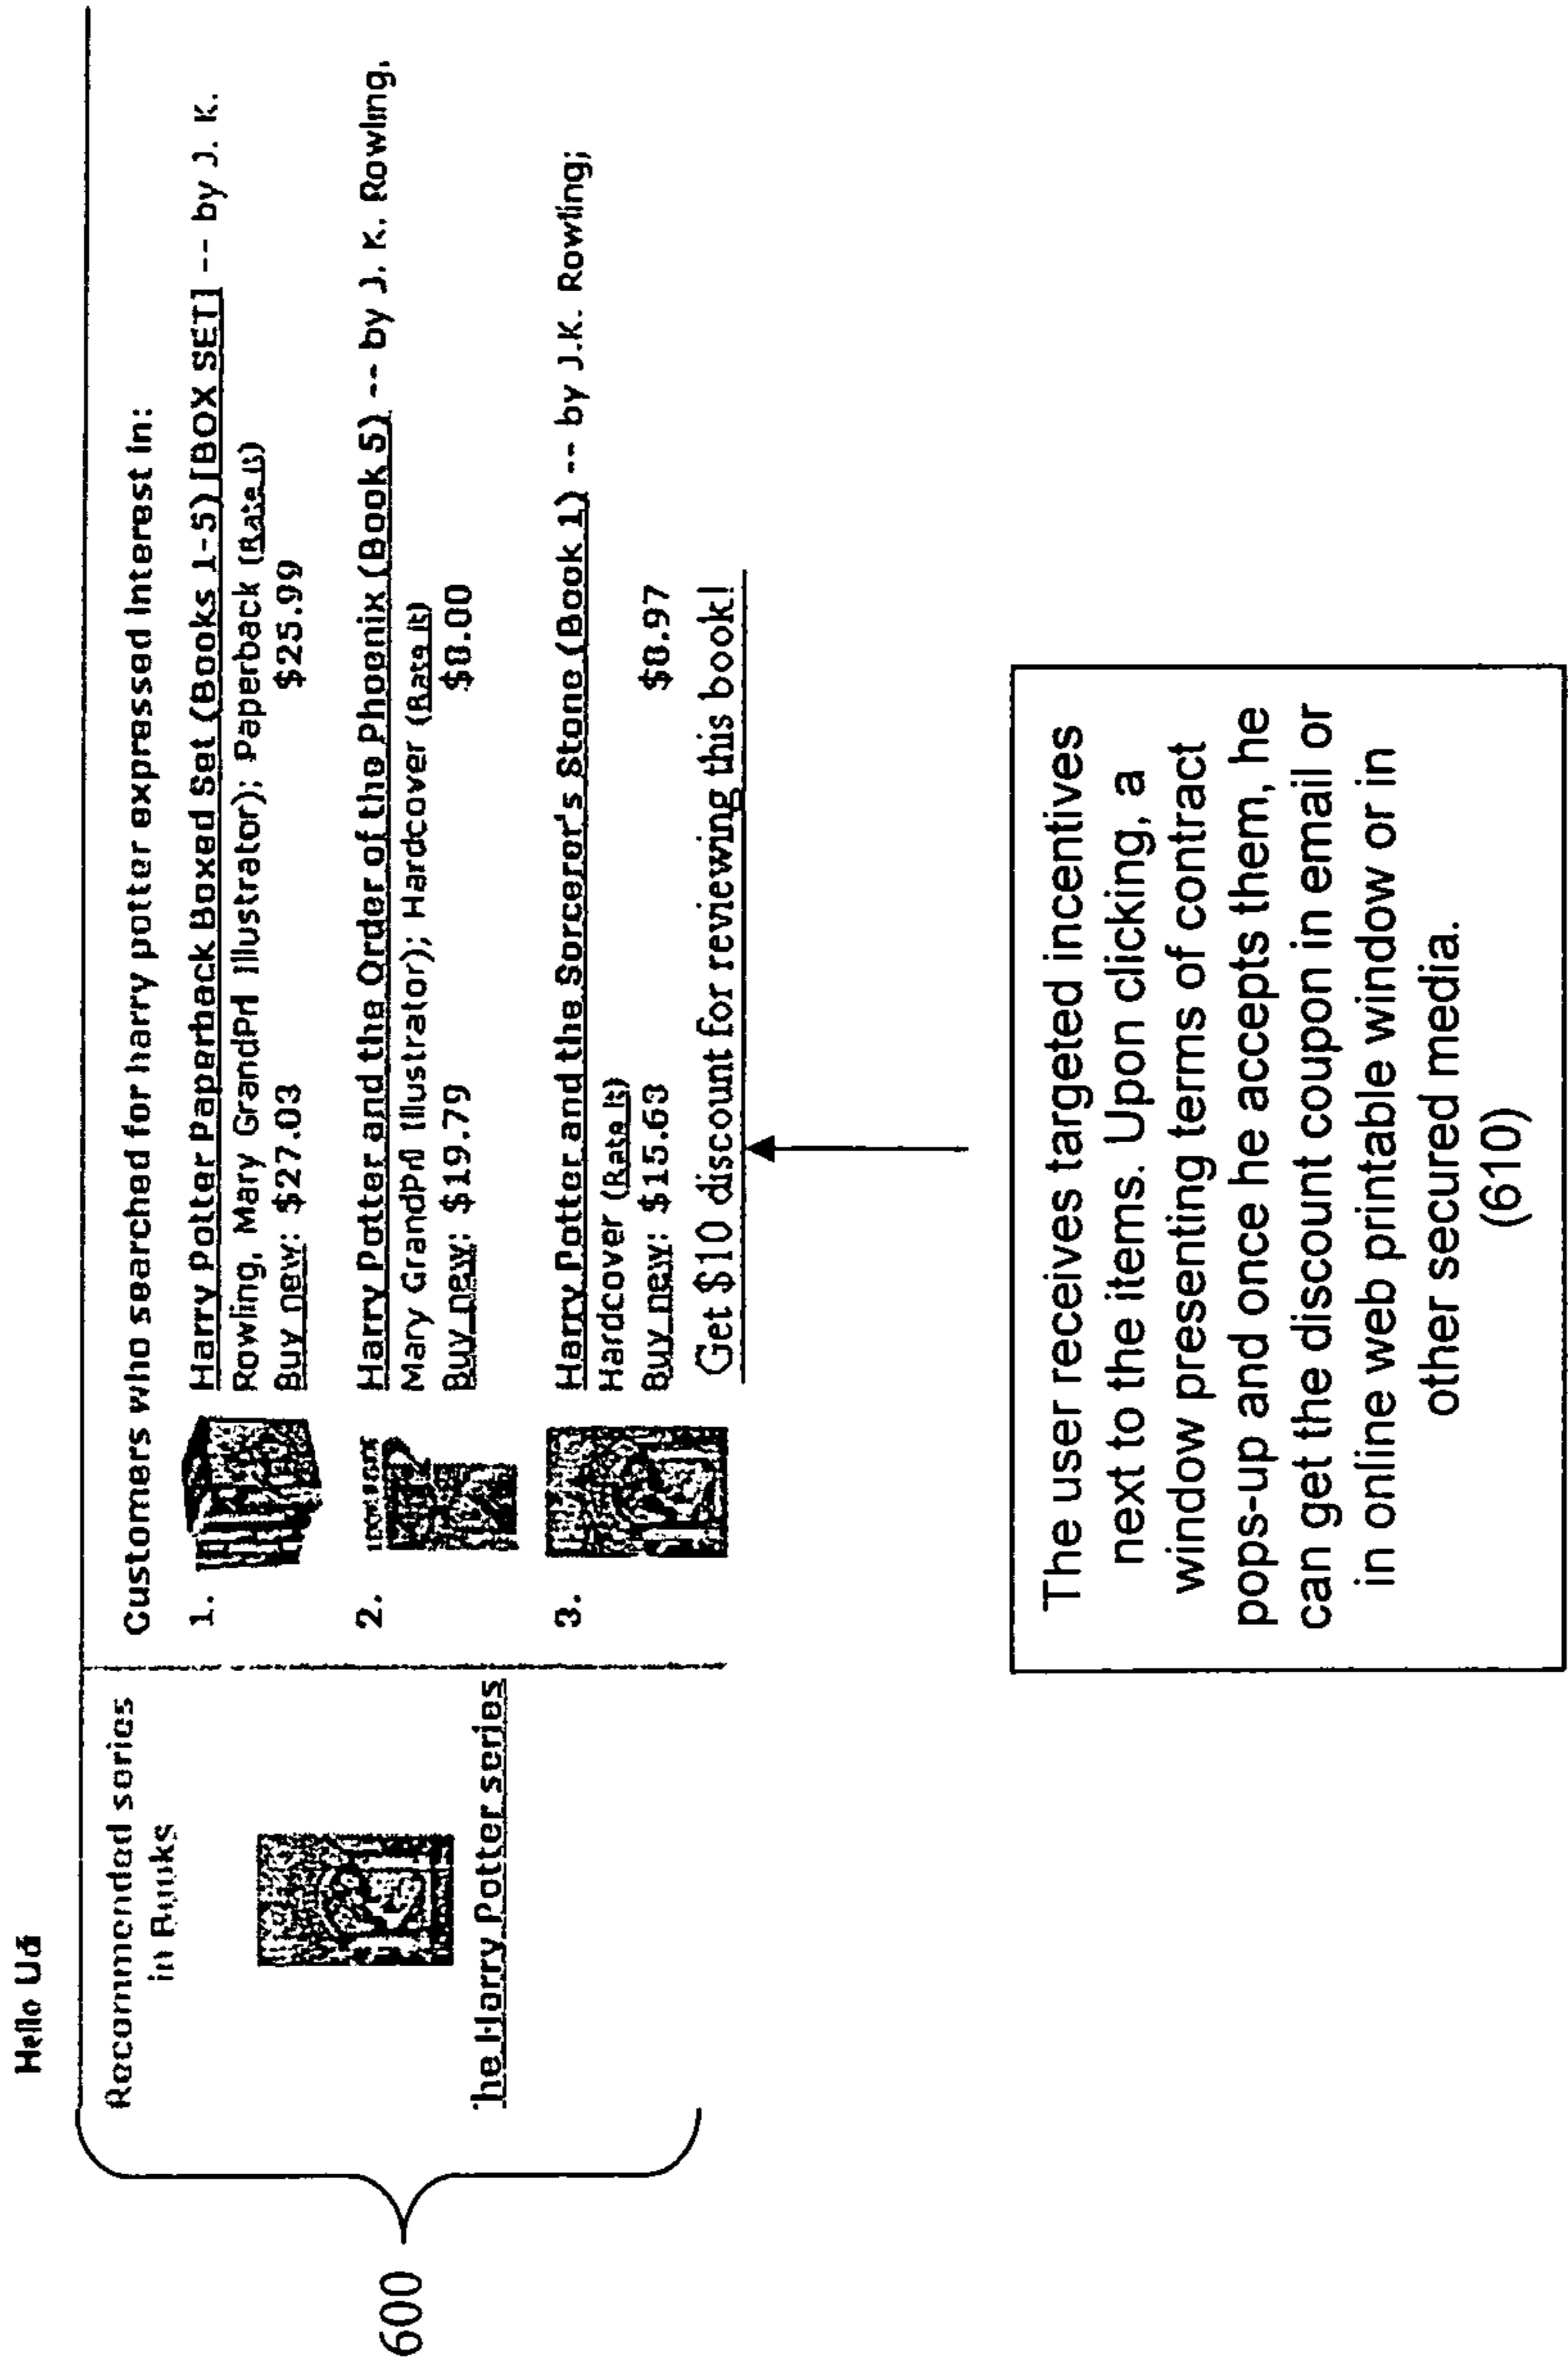 Hello
Recommended series
in Books
he Harry Potter series
600
Customers who searched for harry potter expressed interest in:
1.
Harry Potter Paperback Boxed Set (Books 1-5) [BOX SET] -- by J. K.
Rowling, Mary GrandPré Illustrator); Paperback (Rate it)
Buy new: $27.03 $25.99
2.
Harry Potter and the Order of the Phoenix (Book 5) -- by J. K. Rowling,
Mary GrandPré Illustrator); Hardcover (Rate it)
Buy new: $19.79 $8.00
3.
Harry Potter and the Sorcerer's Stone (Book 1) -- by J.K. Rowling;
Hardcover (Rate it)
Buy new: $15.63 $8.97
Get $10 discount for reviewing this book!
The user receives targeted incentives
next to the items. Upon clicking, a
window presenting terms of contract
pops-up and once he accepts them, he
can get the discount coupon in email or
in online web printable window or in
other secured media.
(610)